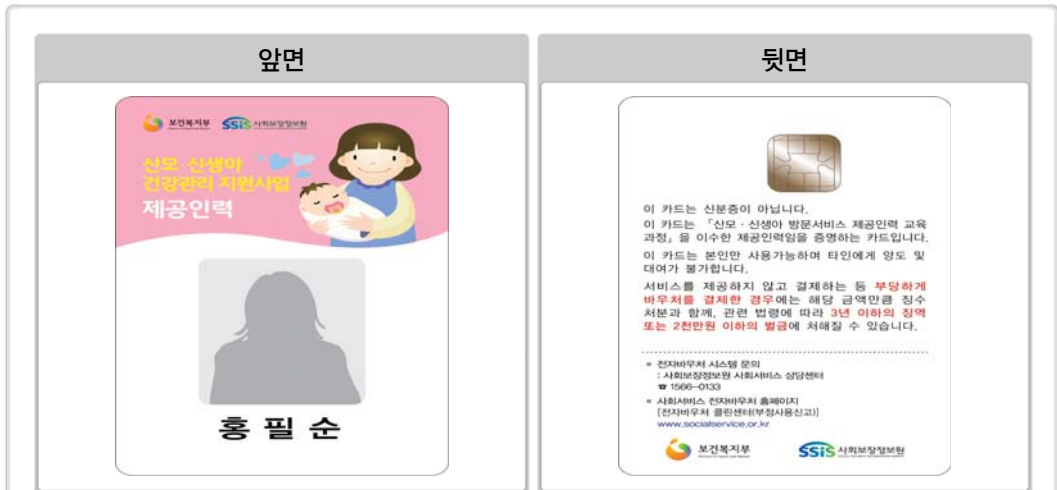 앞면
보건복지부 SSiS 사회보장정보원
산모·신생아
건강관리 지원사업
제공인력
홍 필 순
뒷면
이 카드는 신분증이 아닙니다.
이 카드는 「산모·신생아 방문서비스 제공인력 교육
과정」을 이수한 제공인력임을 증명하는 카드입니다.
이 카드는 본인만 사용가능하며 타인에게 양도 및
대여가 불가합니다.
서비스를 제공하지 않고 결제하는 등 부당하게
바우처를 결제한 경우에는 해당 금액만큼 징수
처분과 함께, 관련 법령에 따라 3년 이하의 징역
또는 2천만원 이하의 벌금에 처해질 수 있습니다.
전자바우처 시스템 문의
: 사회보장정보원 사회서비스 상담센터
☎ 1566-0133
사회서비스 전자바우처 홈페이지
[전자바우처 클린센터(부정사용신고)]
www.socialservice.or.kr
보건복지부 SSiS 사회보장정보원